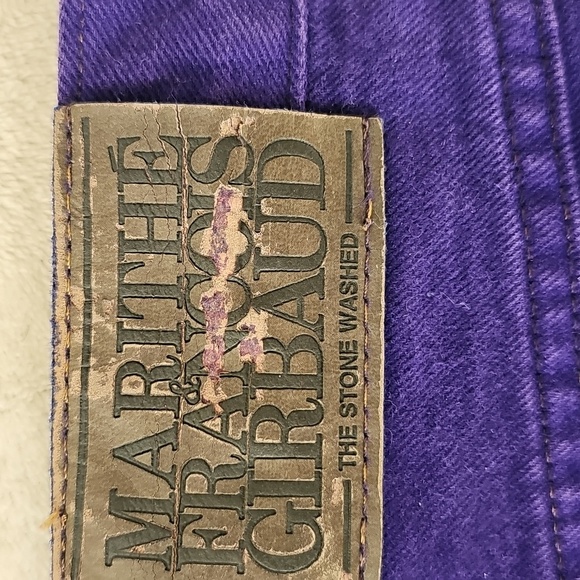 MARITHÉ
&
FRANÇOIS
GIRBAUD
THE STONE WASHED